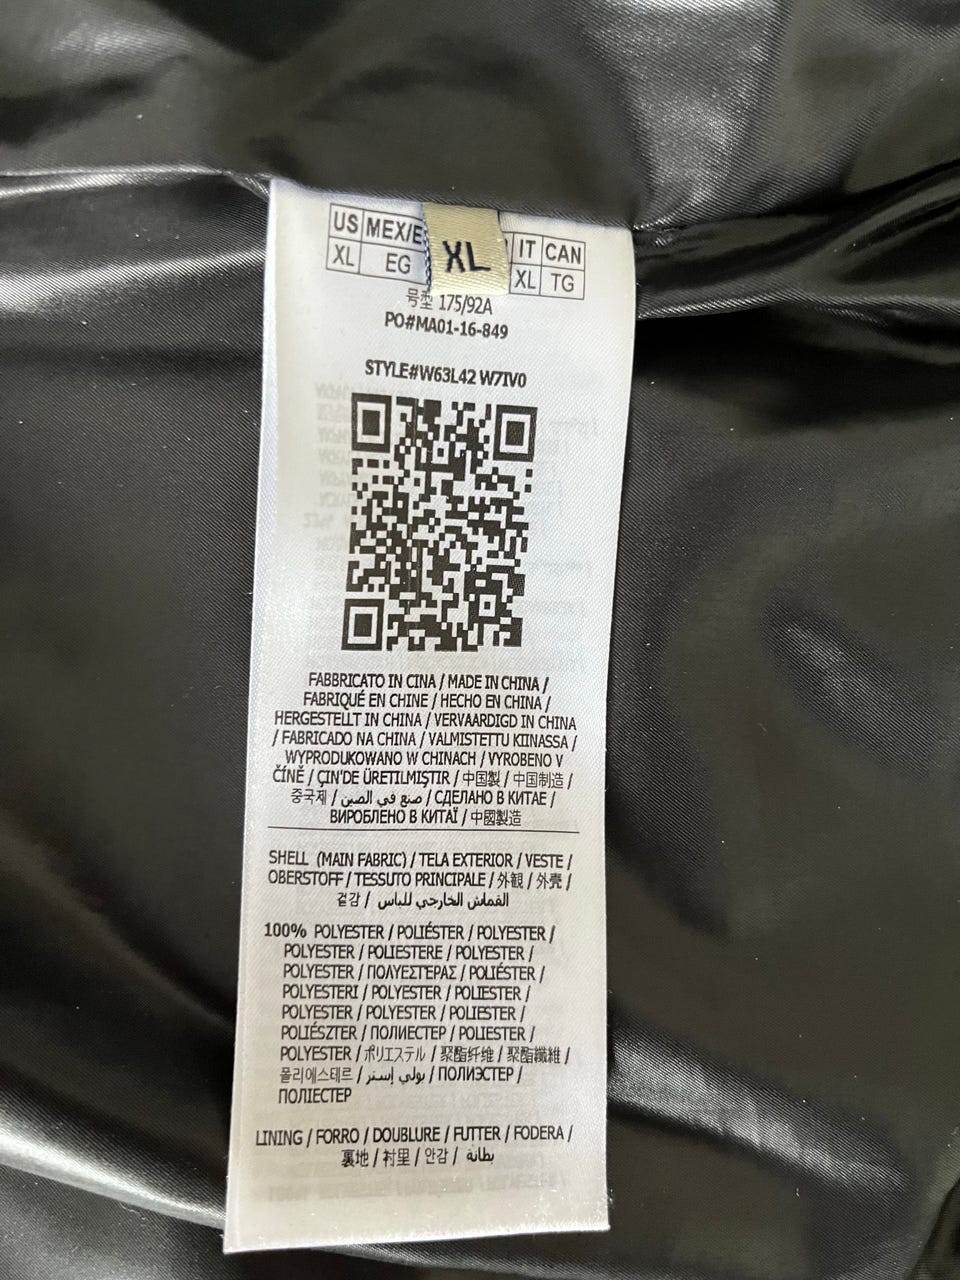 US MEX/E IT CAN
XL EG XL XL TG
号型 175/92A
PO#MA01-16-849
STYLE#W63L42 W7IV0
FABBRICATO IN CINA / MADE IN CHINA /
FABRIQUÉ EN CHINE / HECHO EN CHINA /
HERGESTELLT IN CHINA / VERVAARDIGD IN CHINA
/ FABRICADO NA CHINA / VALMISTETTU KIINASSA /
WYPRODUKOWANO W CHINACH / VYROBENO V
ČÍNĚ / ÇIN'DE ÜRETILMIŞTIR / 中国製 / 中国制造 /
중국제 / صنع في الصين / СДЕЛАНО В КИТАЕ /
ВИРОБЛЕНО В КИТАЇ / 中國製造
SHELL (MAIN FABRIC) / TELA EXTERIOR / VESTE /
OBERSTOFF / TESSUTO PRINCIPALE / 外観 / 外壳 /
겉감 / القماش الخارجي للباس
100% POLYESTER / POLIÉSTER / POLYESTER /
POLYESTER / POLIESTERE / POLYESTER /
POLYESTER / ΠΟΛΥΕΣΤΕΡΑΣ / POLIÉSTER /
POLYESTERI / POLYESTER / POLIESTER /
POLYESTER / POLYESTER / POLIESTER /
POLIÉSZTER / ПОЛИЕСТЕР / POLIESTER /
POLYESTER / ポリエステル / 聚酯纤维 / 聚酯纖維 /
폴리에스테르 / بولي إستر / ПОЛИЭСТЕР /
ПОЛІЕСТЕР
LINING / FORRO / DOUBLURE / FUTTER / FODERA /
裏地 / 衬里 / 안감 / بطانة